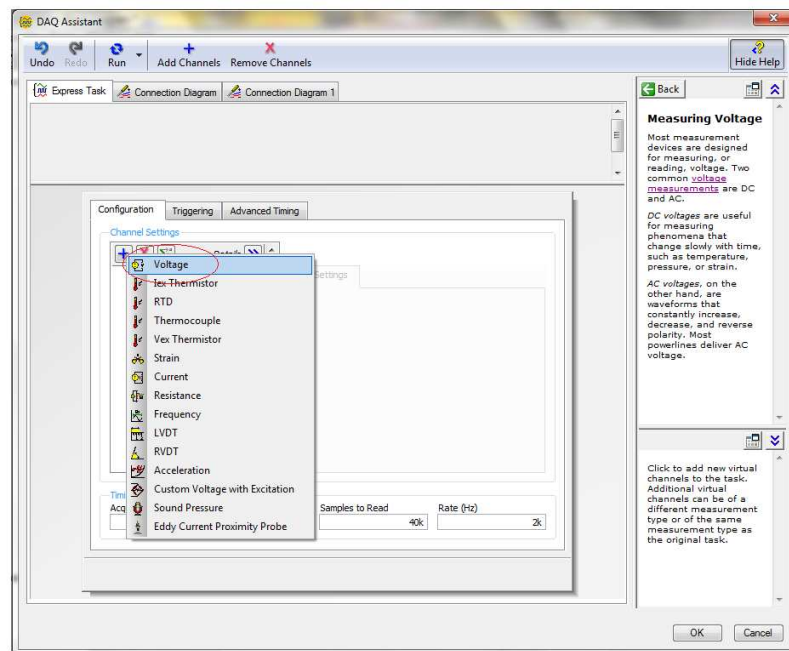 DAQ Assistant
Undo Redo Run Add Channels Remove Channels Hide Help
Express Task Connection Diagram Connection Diagram 1
Configuration Triggering Advanced Timing
Channel Settings
Details
Settings
Voltage
Iex Thermistor
RTD
Thermocouple
Vex Thermistor
Strain
Current
Resistance
Frequency
LVDT
RVDT
Acceleration
Custom Voltage with Excitation
Sound Pressure
Eddy Current Proximity Probe
Samples to Read Rate (Hz)
40k 2k
Back
Measuring Voltage
Most measurement
devices are designed
for measuring, or
reading, voltage. Two
common voltage
measurements are DC
and AC.
DC voltages are useful
for measuring
phenomena that
change slowly with time,
such as temperature,
pressure, or strain.
AC voltages, on the
other hand, are
waveforms that
constantly increase,
decrease, and reverse
polarity. Most
powerlines deliver AC
voltage.
Click to add new virtual
channels to the task.
Additional virtual
channels can be of a
different measurement
type or of the same
measurement type as
the original task.
OK Cancel